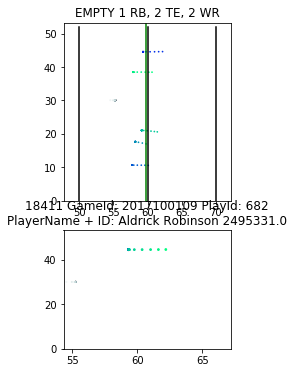 EMPTY 1 RB, 2 TE, 2 WR
50
40
30
20
10
0
50 55 60 65 70
18411 GameId: 2017100109 PlayId: 682
PlayerName + ID: Aldrick Robinson 2495331.0
40
20
0
55 60 65